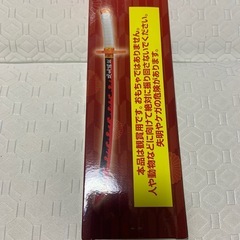 本品は観賞用です。おもちゃではありません。
人や動物などに向けて絶対に振り回さないでください。
失明やケガの危険があります。